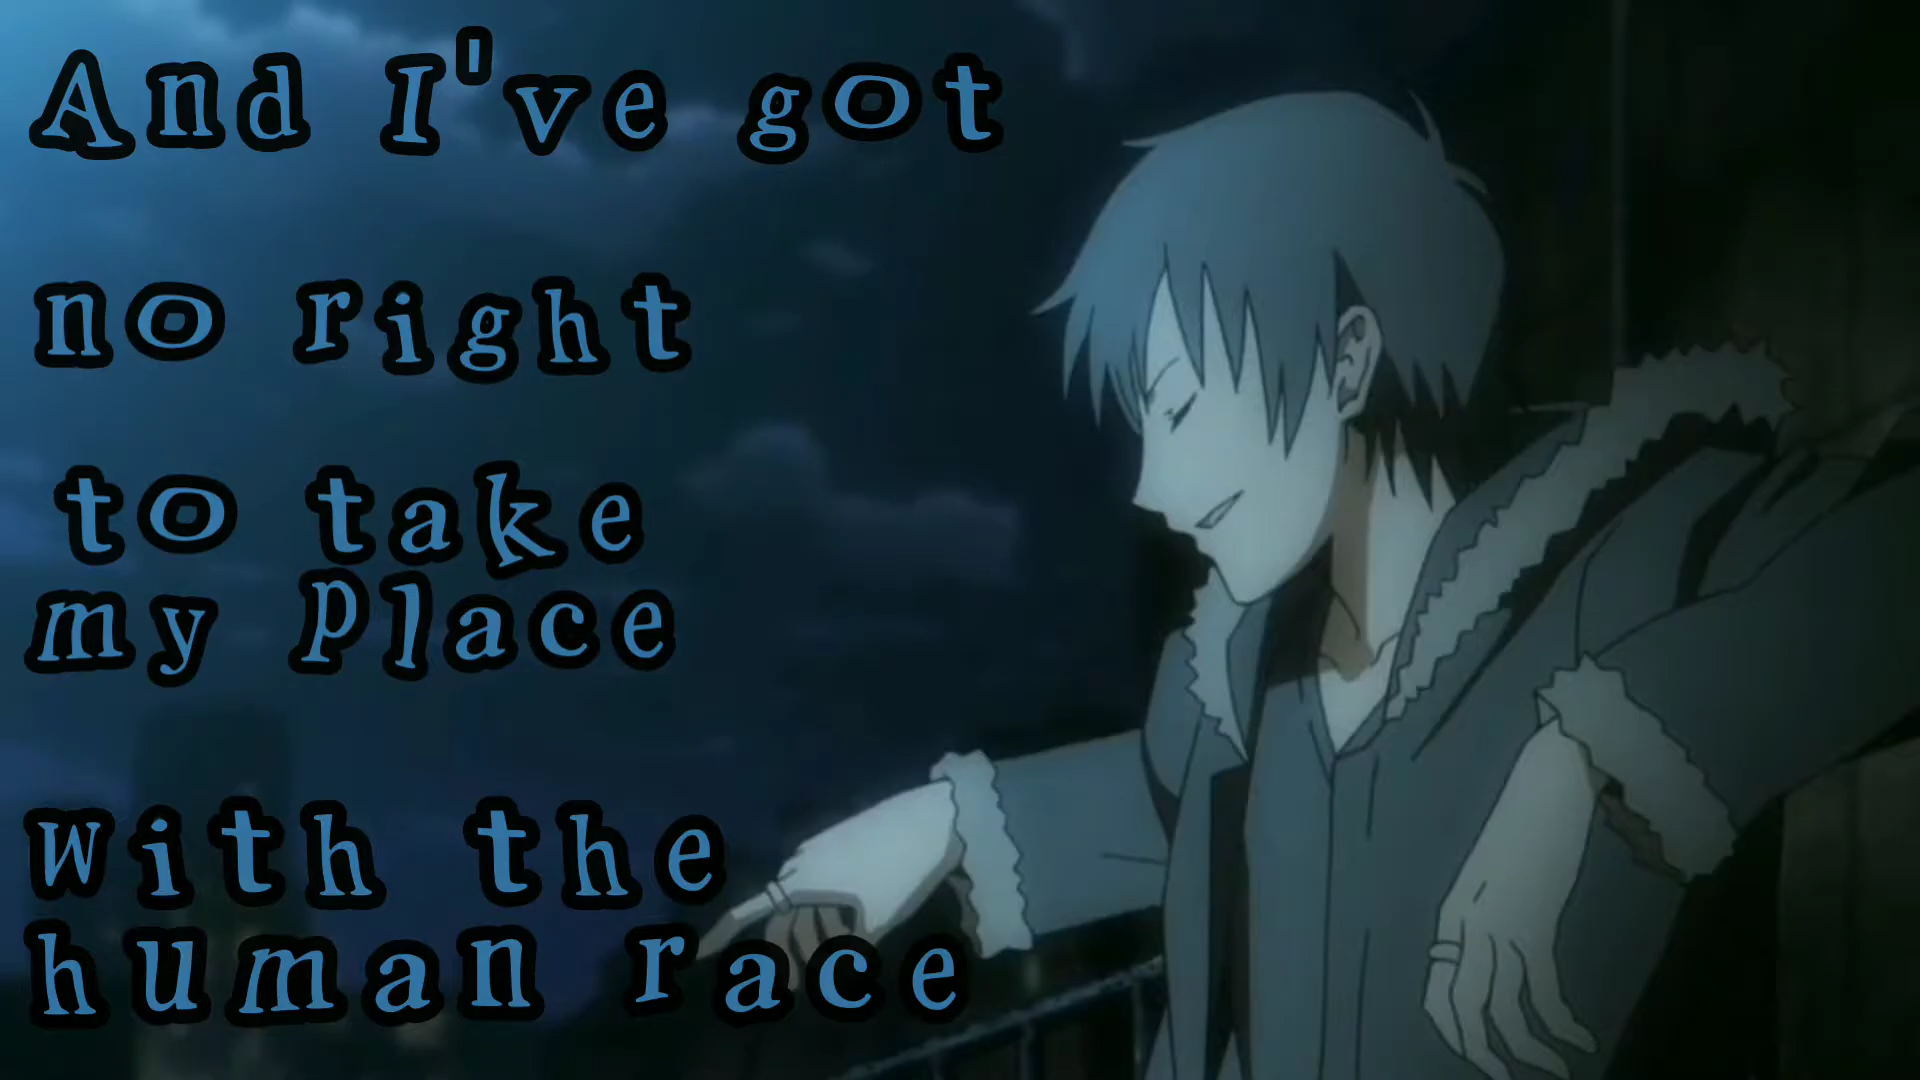 And I've got
no right
to take
my place
With the
human race